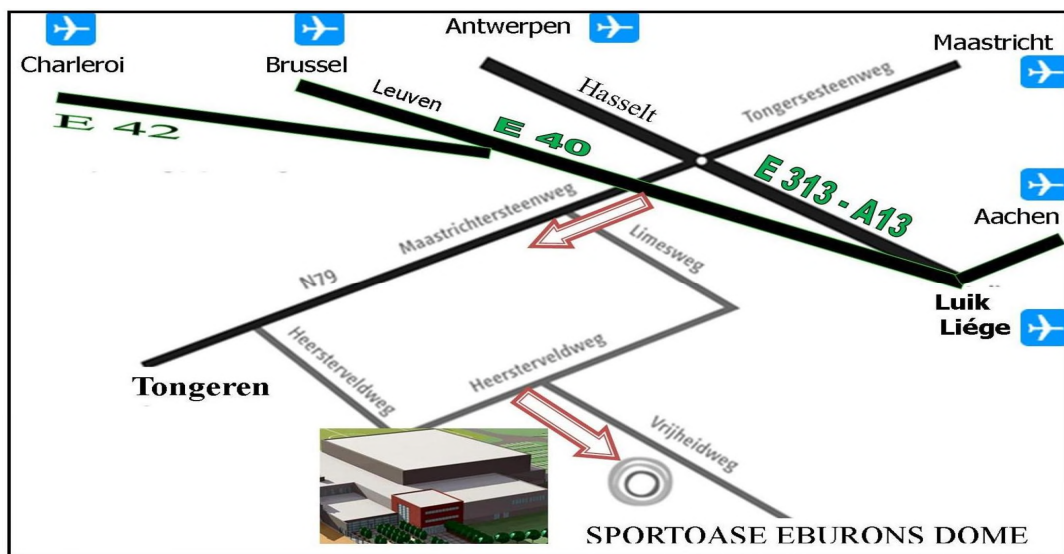 Antwerpen
Charleroi
Brussel
Maastricht
Leuven
Hasselt
Tongersesteenweg
E 42
E 40
E 313 - A13
Aachen
Maastrichtersteenweg
Limesweg
N79
Luik
Liége
Heersterveldweg
Heersterveldweg
Tongeren
Vrijheidweg
SPORTOASE EBURONS DOME